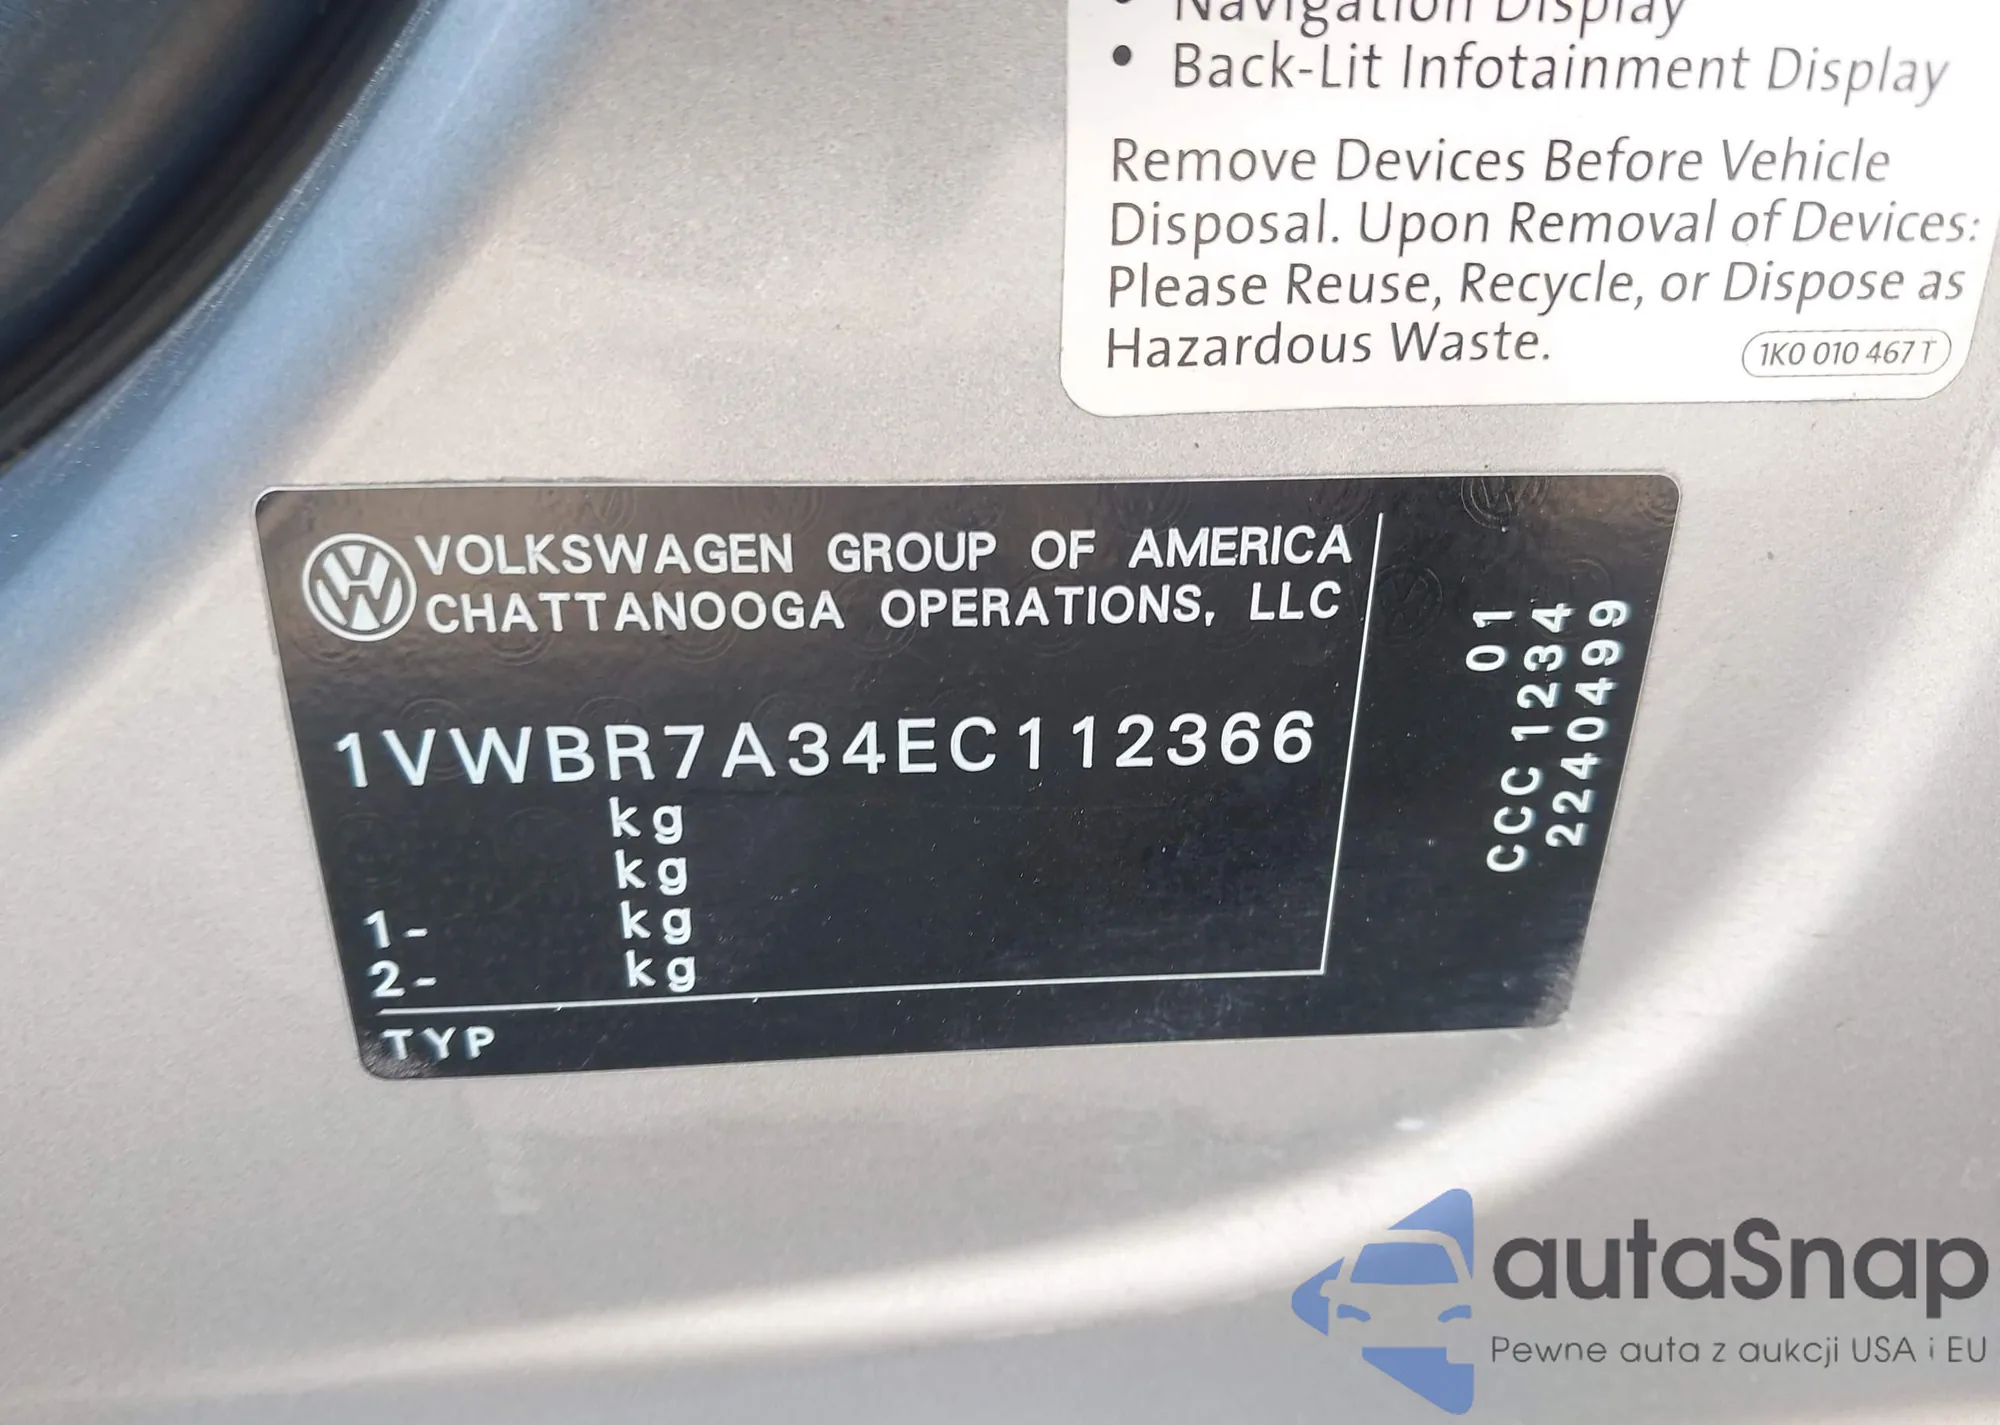 • Navigation Display
• Back-Lit Infotainment Display
Remove Devices Before Vehicle
Disposal. Upon Removal of Devices:
Please Reuse, Recycle, or Dispose as
Hazardous Waste.
1K0 010 467 T
VOLKSWAGEN GROUP OF AMERICA
CHATTANOOGA OPERATIONS, LLC
1VWBR7A34EC112366
kg
kg
1- kg
2- kg
TYP
01
CCC 1234
2240499
autaSnap
Pewne auta z aukcji USA i EU